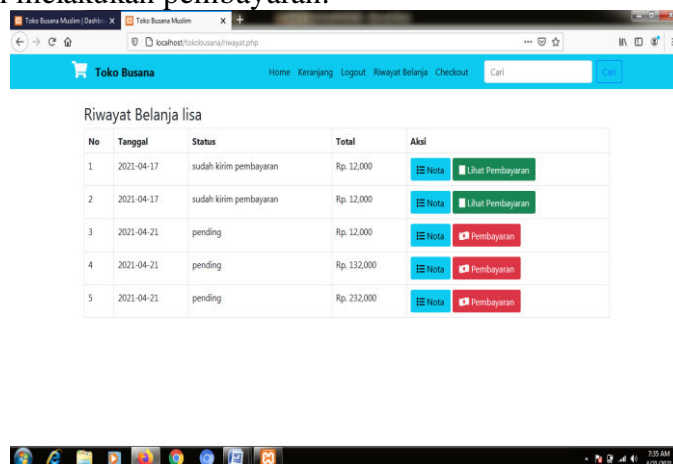 melakukan pembayaran.
Toko Busana Muslim | Dashbo X Toko Busana Muslim X +
localhost/tokobusana/riwayat.php
Toko Busana Home Keranjang Logout Riwayat Belanja Checkout Cari Cari
Riwayat Belanja lisa
No Tanggal Status Total Aksi
1 2021-04-17 sudah kirim pembayaran Rp. 12,000 Nota Lihat Pembayaran
2 2021-04-17 sudah kirim pembayaran Rp. 12,000 Nota Lihat Pembayaran
3 2021-04-21 pending Rp. 12,000 Nota Pembayaran
4 2021-04-21 pending Rp. 132,000 Nota Pembayaran
5 2021-04-21 pending Rp. 232,000 Nota Pembayaran
7:35 AM